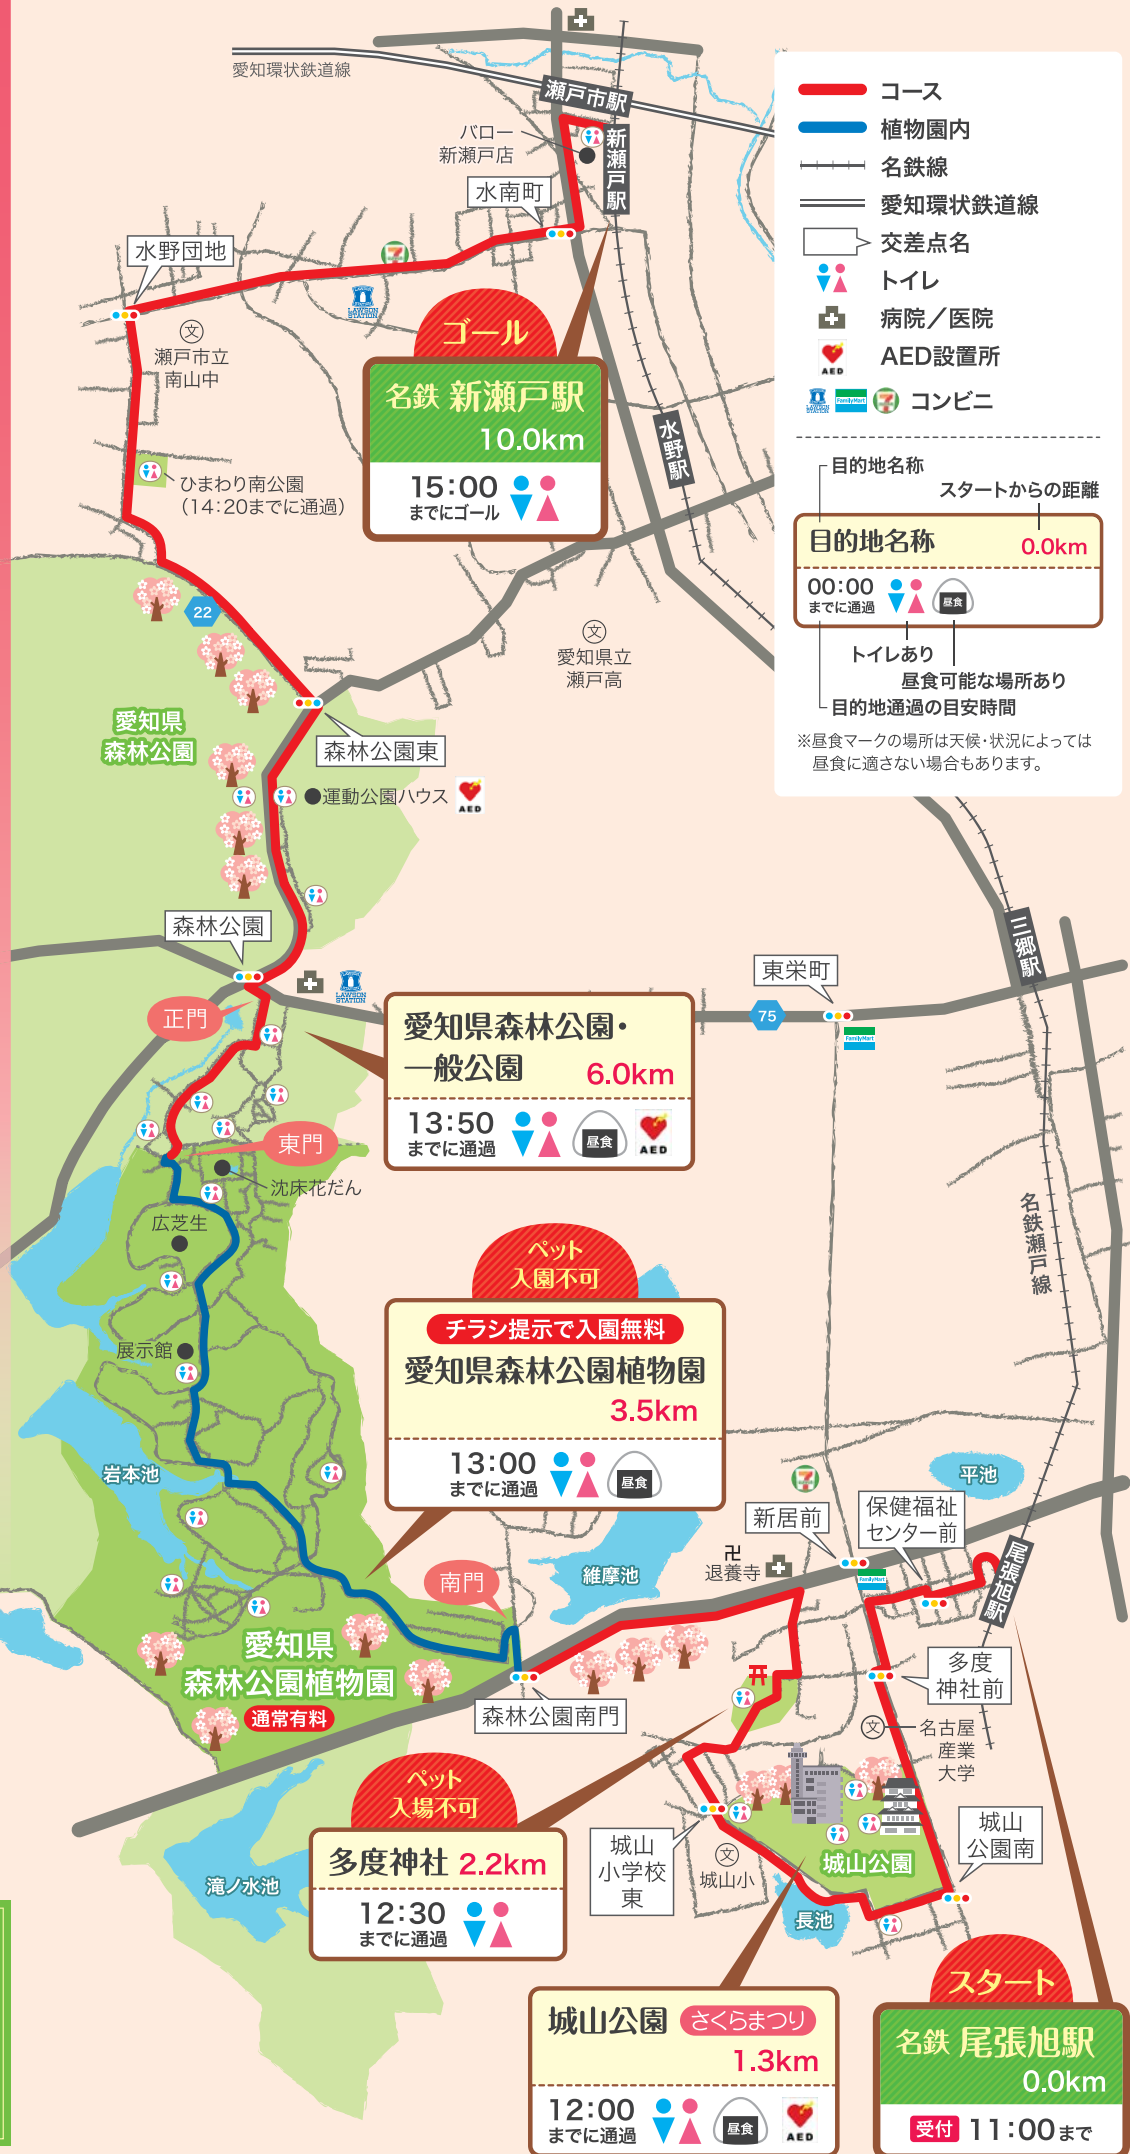 愛知環状鉄道線
瀬戸市駅
バロー
新瀬戸店
新瀬戸駅
水南町
水野団地
LAWSON
STATION
文
瀬戸市立
南山中
ゴール
名鉄 新瀬戸駅
10.0km
15:00
までにゴール
水野駅
ひまわり南公園
(14:20までに通過)
22
文
愛知県立
瀬戸高
愛知県
森林公園
森林公園東
運動公園ハウス
AED
コース
植物園内
名鉄線
愛知環状鉄道線
交差点名
トイレ
病院/医院
AED
AED設置所
LAWSON
STATION
FamilyMart
コンビニ
目的地名称
スタートからの距離
目的地名称
0.0km
00:00
までに通過
昼食
トイレあり
昼食可能な場所あり
目的地通過の目安時間
※昼食マークの場所は天候・状況によっては
昼食に適さない場合もあります。
森林公園
三郷駅
東栄町
75
FamilyMart
LAWSON
STATION
正門
愛知県森林公園・
一般公園
6.0km
13:50
までに通過
昼食
AED
東門
沈床花だん
広芝生
名鉄瀬戸線
展示館
ペット
入園不可
チラシ提示で入園無料
愛知県森林公園植物園
3.5km
13:00
までに通過
昼食
岩本池
平池
新居前
保健福祉
センター前
卍
退養寺
FamilyMart
尾張旭駅
維摩池
南門
愛知県
森林公園植物園
通常有料
森林公園南門
多度
神社前
文
名古屋
産業
大学
ペット
入場不可
多度神社 2.2km
12:30
までに通過
滝ノ水池
城山
小学校
東
文
城山小
城山公園
城山
公園南
長池
城山公園
さくらまつり
1.3km
12:00
までに通過
昼食
AED
スタート
名鉄 尾張旭駅
0.0km
受付 11:00まで